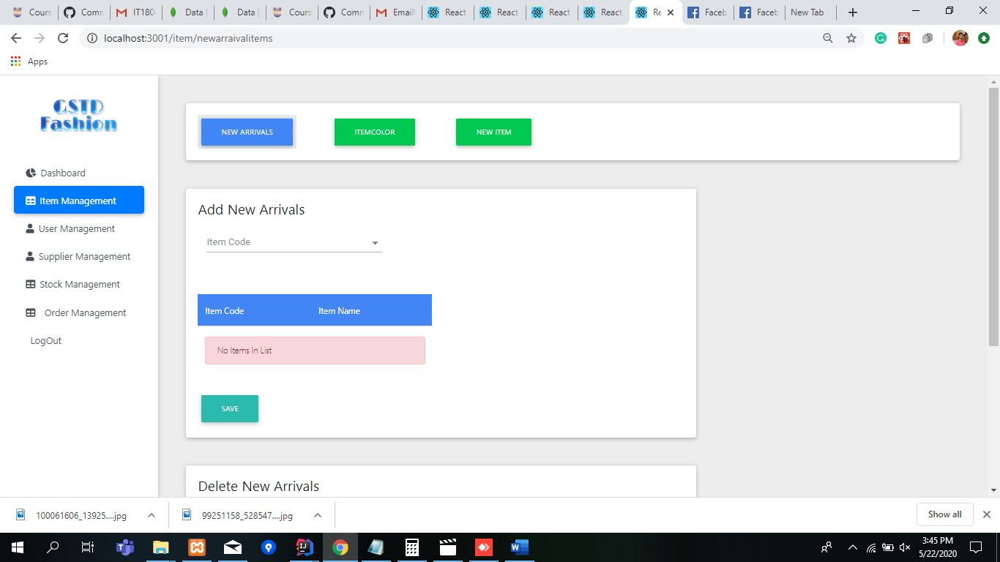 Cours
Comn
IT180
Data
Data
Cours
Comn
Email
React
React
React
React
Re
Faceb
Faceb
New Tab
localhost:3001/item/newarraivalitems
Apps
GSTD
Fashion
Dashboard
Item Management
User Management
Supplier Management
Stock Management
Order Management
LogOut
NEW ARRIVALS
ITEMCOLOR
NEW ITEM
Add New Arrivals
Item Code
Item Code Item Name
No Items In List
SAVE
Delete New Arrivals
100061606_13925....jpg
99251158_528547....jpg
Show all
3:45 PM
5/22/2020